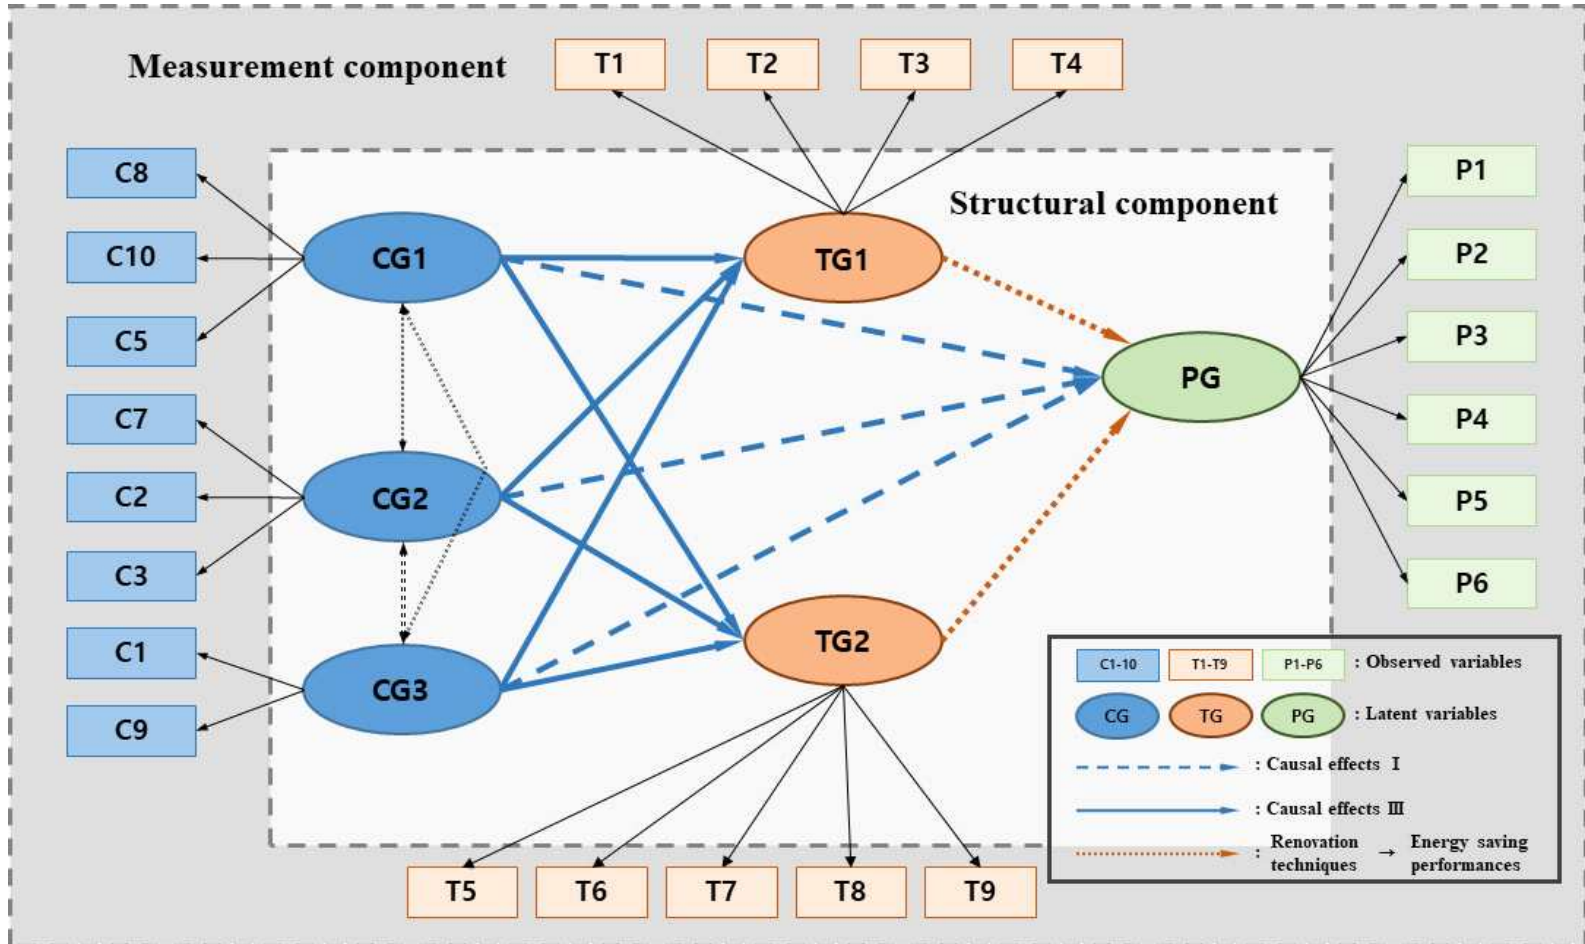 Measurement component
T1
T2
T3
T4
C8
C10
C5
C7
C2
C3
C1
C9
Structural component
CG1
CG2
CG3
TG1
TG2
PG
P1
P2
P3
P4
P5
P6
T5
T6
T7
T8
T9
C1-10
T1-T9
P1-P6
: Observed variables
CG
TG
PG
: Latent variables
: Causal effects Ⅰ
: Causal effects Ⅲ
: Renovation techniques → Energy saving performances